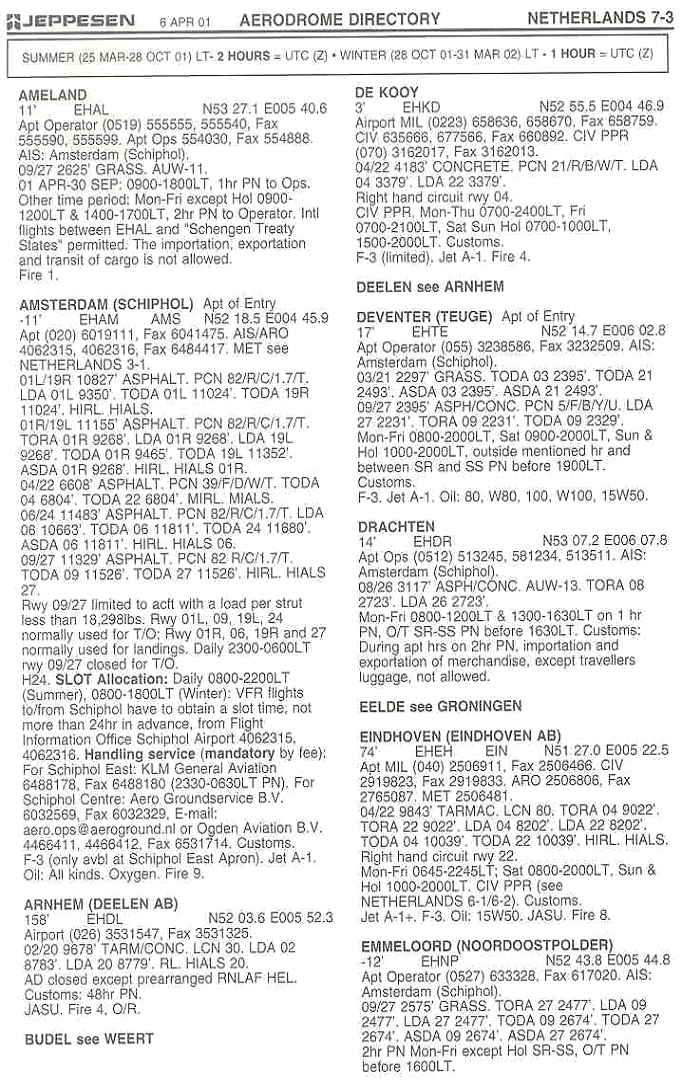 JEPPESEN 6 APR 01 AERODROME DIRECTORY NETHERLANDS 7-3
SUMMER (25 MAR-28 OCT 01) LT- 2 HOURS = UTC (Z) • WINTER (28 OCT 01-31 MAR 02) LT - 1 HOUR = UTC (Z)
AMELAND
11' EHAL N53 27.1 E005 40.6
Apt Operator (0519) 555555, 555540, Fax
555590, 555599. Apt Ops 554030, Fax 554888.
AIS: Amsterdam (Schiphol).
09/27 2625' GRASS. AUW-11.
01 APR-30 SEP: 0900-1800LT, 1hr PN to Ops.
Other time period: Mon-Fri except Hol 0900-
1200LT & 1400-1700LT, 2hr PN to Operator. Intl
flights between EHAL and "Schengen Treaty
States" permitted. The importation, exportation
and transit of cargo is not allowed.
Fire 1.
AMSTERDAM (SCHIPHOL) Apt of Entry
-11' EHAM AMS N52 18.5 E004 45.9
Apt (020) 6019111, Fax 6041475. AIS/ARO
4062315, 4062316, Fax 6484417. MET see
NETHERLANDS 3-1.
01L/19R 10827' ASPHALT. PCN 82/R/C/1.7/T.
LDA 01L 9350'. TODA 01L 11024'. TODA 19R
11024'. HIRL. HIALS.
01R/19L 11155' ASPHALT. PCN 82/R/C/1.7/T.
TORA 01R 9268'. LDA 01R 9268'. LDA 19L
9268'. TODA 01R 9465'. TODA 19L 11352'.
ASDA 01R 9268'. HIRL. HIALS 01R.
04/22 6608' ASPHALT. PCN 39/F/D/W/T. TODA
04 6804'. TODA 22 6804'. MIRL. MIALS.
06/24 11483' ASPHALT. PCN 82/R/C/1.7/T. LDA
06 10663'. TODA 06 11811'. TODA 24 11680'.
ASDA 06 11811'. HIRL. HIALS 06.
09/27 11329' ASPHALT. PCN 82 R/C/1.7/T.
TODA 09 11526'. TODA 27 11526'. HIRL. HIALS
27.
Rwy 09/27 limited to acft with a load per strut
less than 18,298lbs. Rwy 01L, 09, 19L, 24
normally used for T/O; Rwy 01R, 06, 19R and 27
normally used for landings. Daily 2300-0600LT
rwy 09/27 closed for T/O.
H24. SLOT Allocation: Daily 0800-2200LT
(Summer), 0800-1800LT (Winter): VFR flights
to/from Schiphol have to obtain a slot time, not
more than 24hr in advance, from Flight
Information Office Schiphol Airport 4062315,
4062316. Handling service (mandatory by fee):
For Schiphol East: KLM General Aviation
6488178, Fax 6488180 (2330-0630LT PN). For
Schiphol Centre: Aero Groundservice B.V.
6032569, Fax 6032329, E-mail:
aero.ops@aeroground.nl or Ogden Aviation B.V.
4466411, 4466412, Fax 6531714. Customs.
F-3 (only avbl at Schiphol East Apron). Jet A-1.
Oil: All kinds. Oxygen. Fire 9.
ARNHEM (DEELEN AB)
158' EHDL N52 03.6 E005 52.3
Airport (026) 3531547, Fax 3531325.
02/20 9678' TARM/CONC. LCN 30. LDA 02
8783'. LDA 20 8779'. RL. HIALS 20.
AD closed except prearranged RNLAF HEL.
Customs: 48hr PN.
JASU. Fire 4, O/R.
BUDEL see WEERT
DE KOOY
3' EHKD N52 55.5 E004 46.9
Airport MIL (0223) 658636, 658670, Fax 658759.
CIV 635666, 677566, Fax 660892. CIV PPR
(070) 3162017, Fax 3162013.
04/22 4183' CONCRETE. PCN 21/R/B/W/T. LDA
04 3379'. LDA 22 3379'.
Right hand circuit rwy 04.
CIV PPR. Mon-Thu 0700-2400LT, Fri
0700-2100LT, Sat Sun Hol 0700-1000LT,
1500-2000LT. Customs.
F-3 (limited). Jet A-1. Fire 4.
DEELEN see ARNHEM
DEVENTER (TEUGE) Apt of Entry
17' EHTE N52 14.7 E006 02.8
Apt Operator (055) 3238586, Fax 3232509. AIS:
Amsterdam (Schiphol).
03/21 2297' GRASS. TODA 03 2395'. TODA 21
2493'. ASDA 03 2395'. ASDA 21 2493'.
09/27 2395' ASPH/CONC. PCN 5/F/B/Y/U. LDA
27 2231'. TORA 09 2231'. TODA 09 2329'.
Mon-Fri 0800-2000LT, Sat 0900-2000LT, Sun &
Hol 1000-2000LT, outside mentioned hr and
between SR and SS PN before 1900LT.
Customs.
F-3. Jet A-1. Oil: 80, W80, 100, W100, 15W50.
DRACHTEN
14' EHDR N53 07.2 E006 07.8
Apt Ops (0512) 513245, 581234, 513511. AIS:
Amsterdam (Schiphol).
08/26 3117' ASPH/CONC. AUW-13. TORA 08
2723'. LDA 26 2723'.
Mon-Fri 0800-1200LT & 1300-1630LT on 1 hr
PN, O/T SR-SS PN before 1630LT. Customs:
During apt hrs on 2hr PN, importation and
exportation of merchandise, except travellers
luggage, not allowed.
EELDE see GRONINGEN
EINDHOVEN (EINDHOVEN AB)
74' EHEH EIN N51 27.0 E005 22.5
Apt MIL (040) 2506911, Fax 2506466. CIV
2919823, Fax 2919833. ARO 2506806, Fax
2765087. MET 2506481.
04/22 9843' TARMAC. LCN 80. TORA 04 9022'.
TORA 22 9022'. LDA 04 8202'. LDA 22 8202'.
TODA 04 10039'. TODA 22 10039'. HIRL. HIALS.
Right hand circuit rwy 22.
Mon-Fri 0645-2245LT; Sat 0800-2000LT, Sun &
Hol 1000-2000LT. CIV PPR (see
NETHERLANDS 6-1/6-2). Customs.
Jet A-1+. F-3. Oil: 15W50. JASU. Fire 8.
EMMELOORD (NOORDOOSTPOLDER)
-12' EHNP N52 43.8 E005 44.8
Apt Operator (0527) 633328, Fax 617020. AIS:
Amsterdam (Schiphol).
09/27 2575' GRASS. TORA 27 2477'. LDA 09
2477'. LDA 27 2477'. TODA 09 2674'. TODA 27
2674'. ASDA 09 2674'. ASDA 27 2674'.
2hr PN Mon-Fri except Hol SR-SS, O/T PN
before 1600LT.